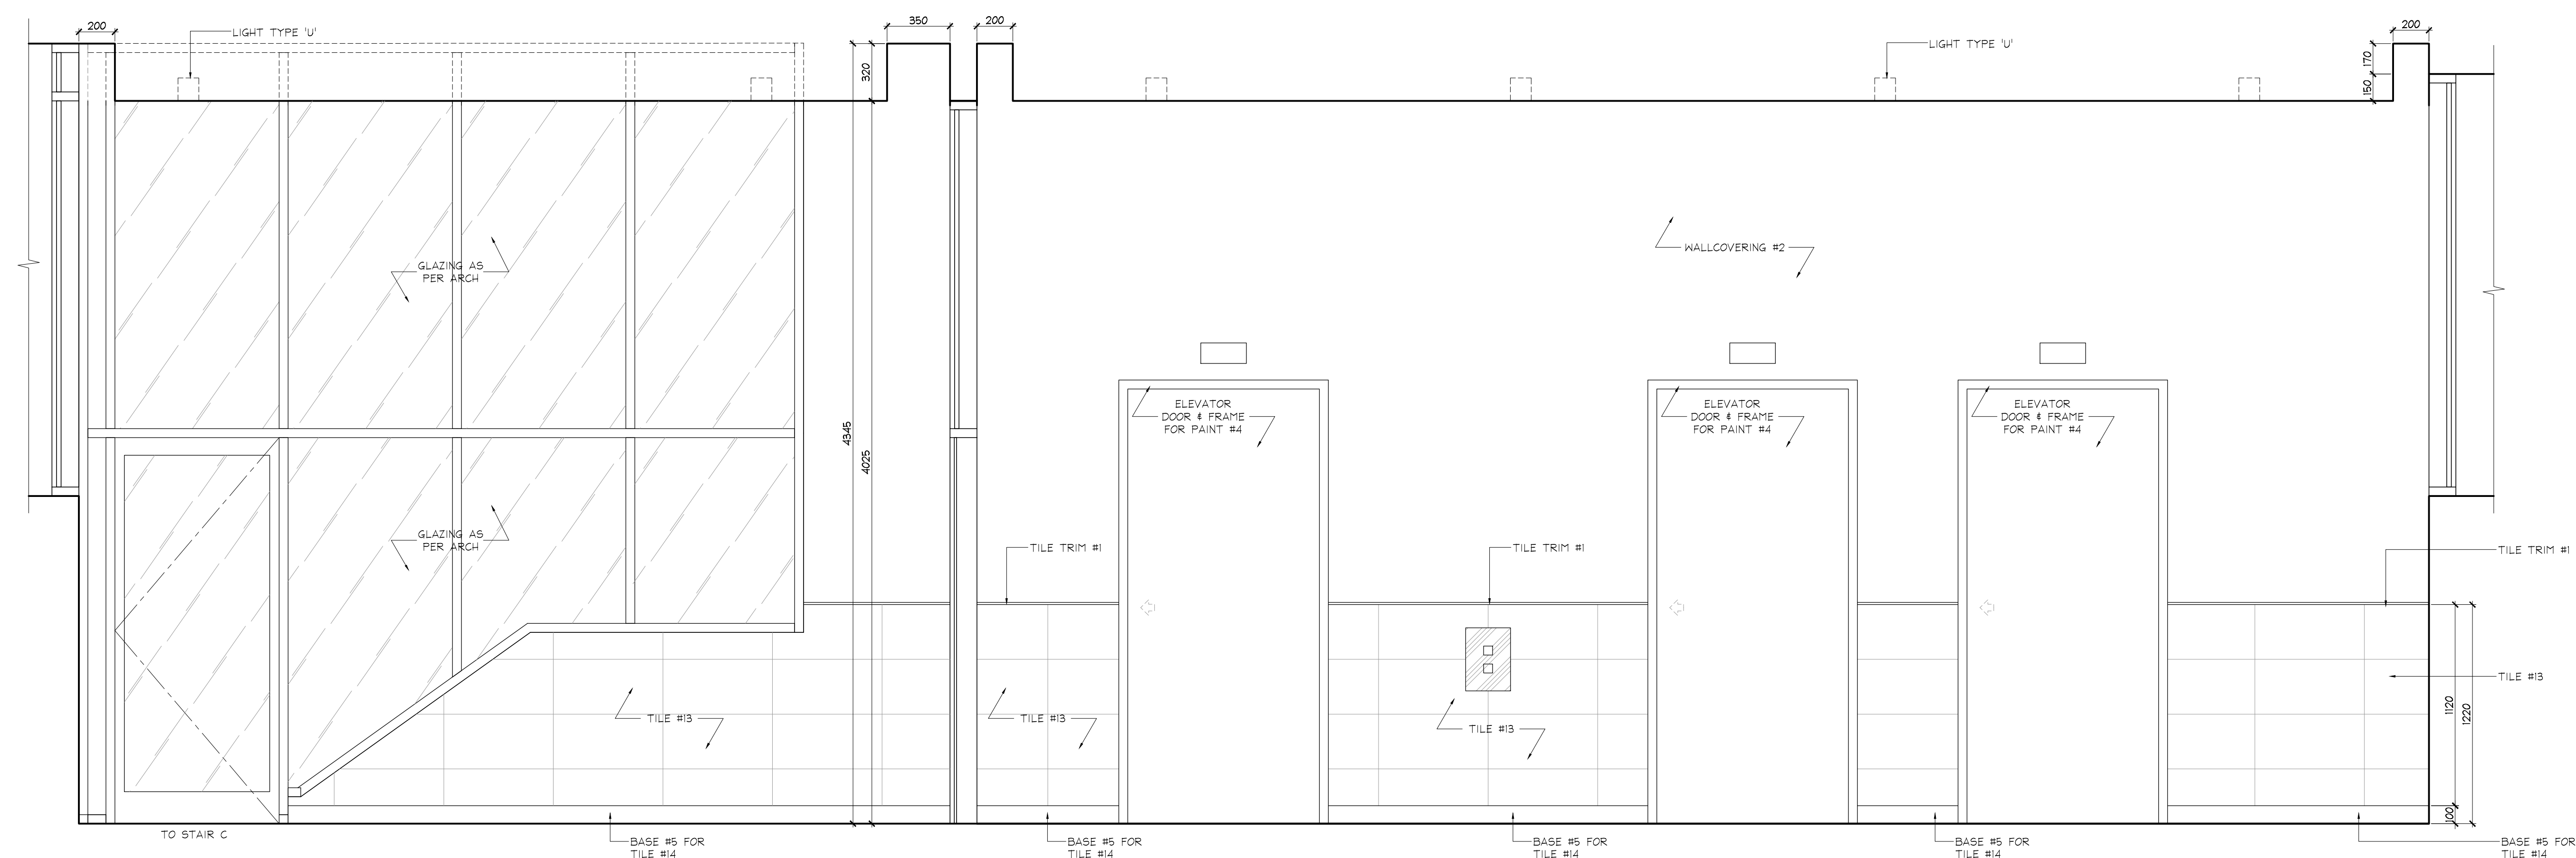 200
LIGHT TYPE 'U'
350
200
LIGHT TYPE 'U'
200
320
170
150
WALLCOVERING #2
GLAZING AS
PER ARCH
ELEVATOR
DOOR & FRAME
FOR PAINT #4
ELEVATOR
DOOR & FRAME
FOR PAINT #4
ELEVATOR
DOOR & FRAME
FOR PAINT #4
4345
4025
GLAZING AS
PER ARCH
TILE TRIM #1
TILE TRIM #1
TILE TRIM #1
TILE #13
TILE #13
TILE #13
TILE #13
1120
1220
100
TO STAIR C
BASE #5 FOR
TILE #14
BASE #5 FOR
TILE #14
BASE #5 FOR
TILE #14
BASE #5 FOR
TILE #14
BASE #5 FOR
TILE #14